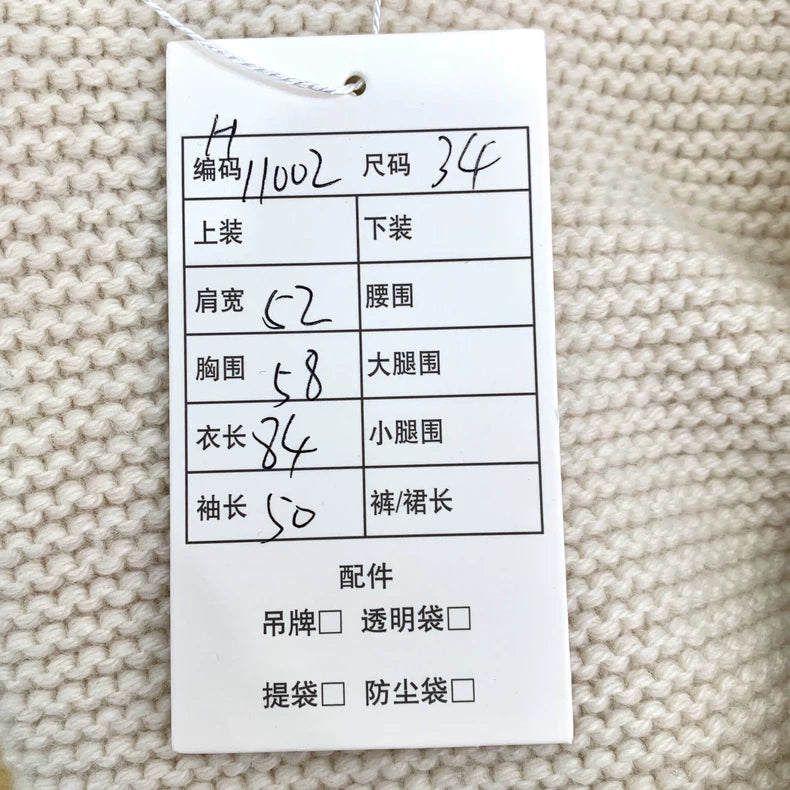 H
编码 11002 尺码 34
上装 下装
肩宽 52 腰围
胸围 58 大腿围
衣长 84 小腿围
袖长 50 裤/裙长
配件
吊牌□ 透明袋□
提袋□ 防尘袋□